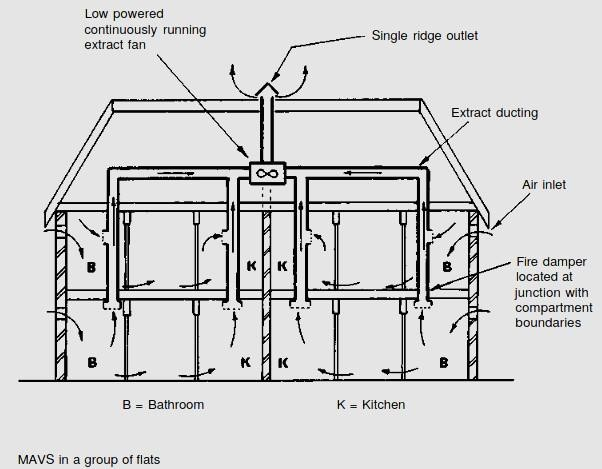 Low powered
continuously running
extract fan
Single ridge outlet
Extract ducting
Air inlet
Fire damper
located at
junction with
compartment
boundaries
B
K K
B
B
K K
B
B = Bathroom
K = Kitchen
MAVS in a group of flats